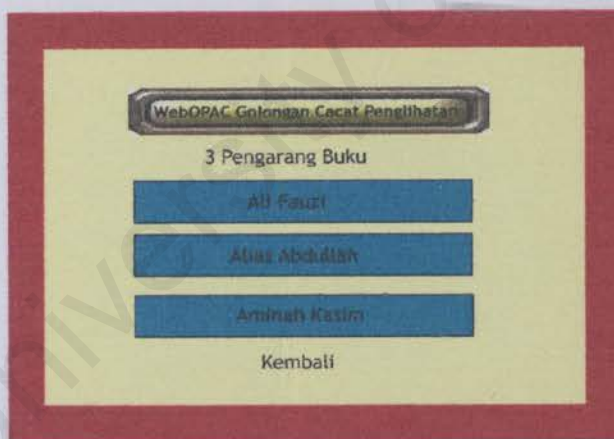 WebOPAC Golongan Cacat Penglihatan
3 Pengarang Buku
Ali Fauzi
Alias Abdullah
Aminah Kasim
Kembali